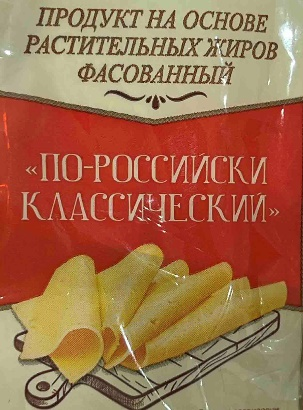 ПРОДУКТ НА ОСНОВЕ
РАСТИТЕЛЬНЫХ ЖИРОВ
ФАСОВАННЫЙ
«ПО-РОССИЙСКИ
КЛАССИЧЕСКИЙ»